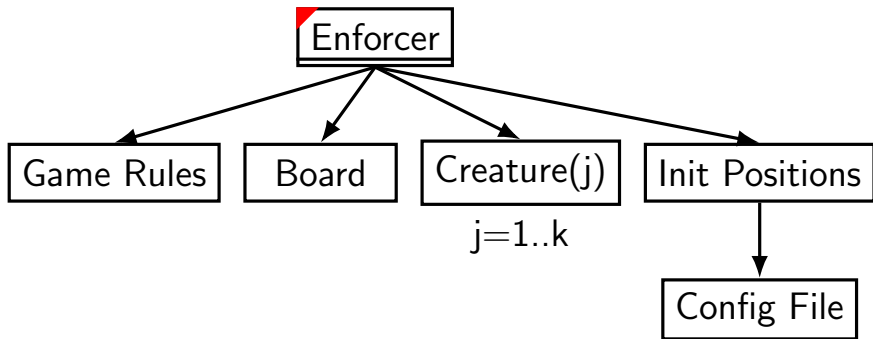 Enforcer
Game Rules
Board
Creature(j)
Init Positions
j=1..k
Config File